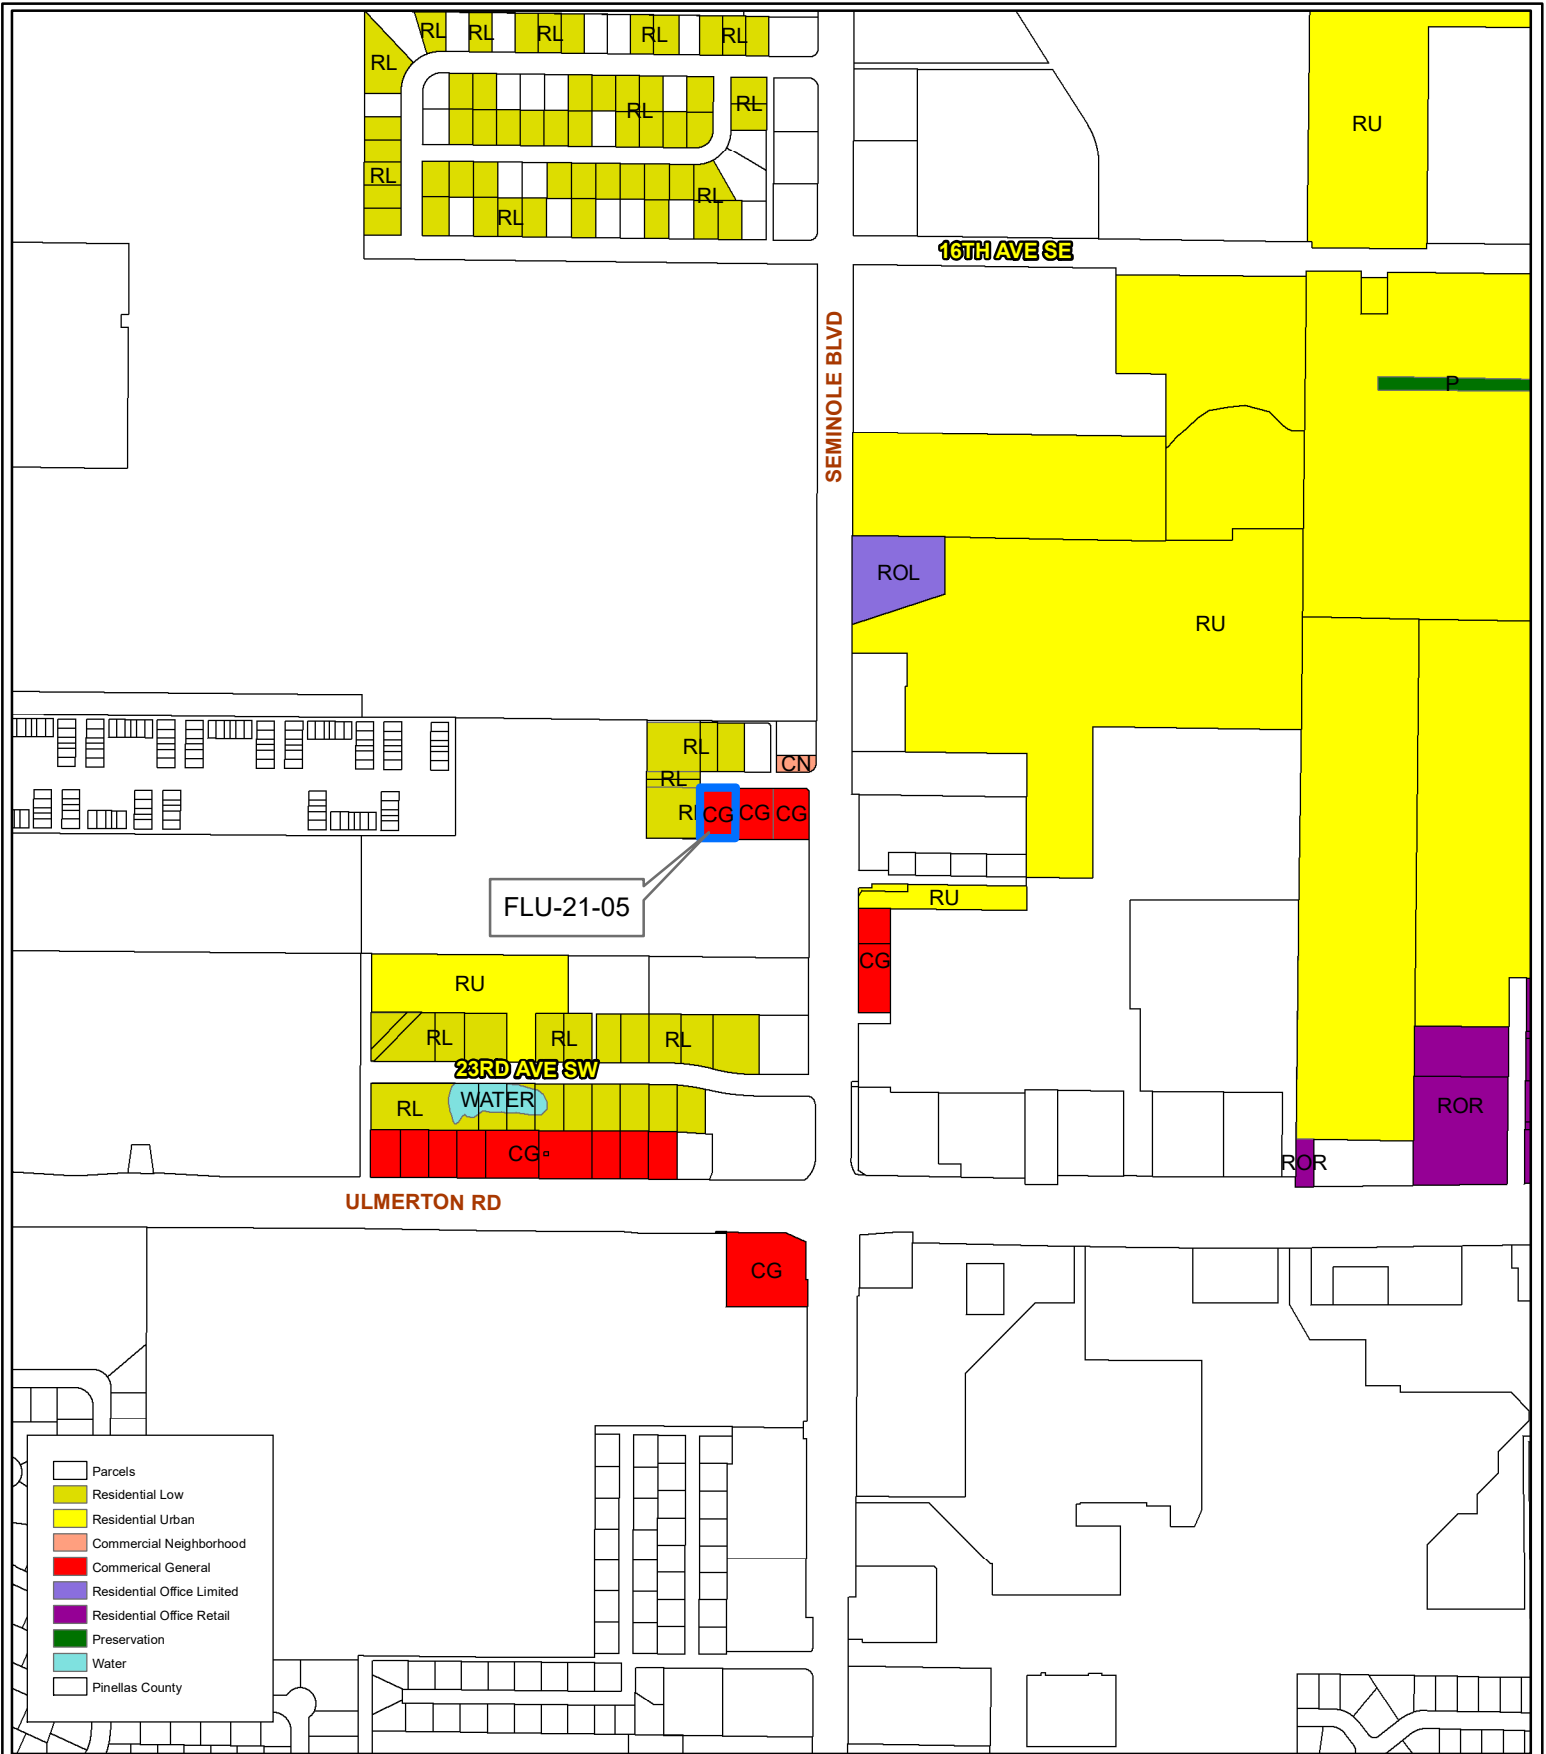 RL
RL
RL
RL
RL
RL
RL
RL
RU
RL
RL
RL
16TH AVE SE
SEMINOLE BLVD
P
ROL
RU
RL
CN
RL
RL
CG
CG
CG
FLU-21-05
RU
CG
RU
RL
RL
RL
23RD AVE SW
WATER
RL
ROR
CG
ROR
ULMERTON RD
CG
Parcels
Residential Low
Residential Urban
Commercial Neighborhood
Commerical General
Residential Office Limited
Residential Office Retail
Preservation
Water
Pinellas County